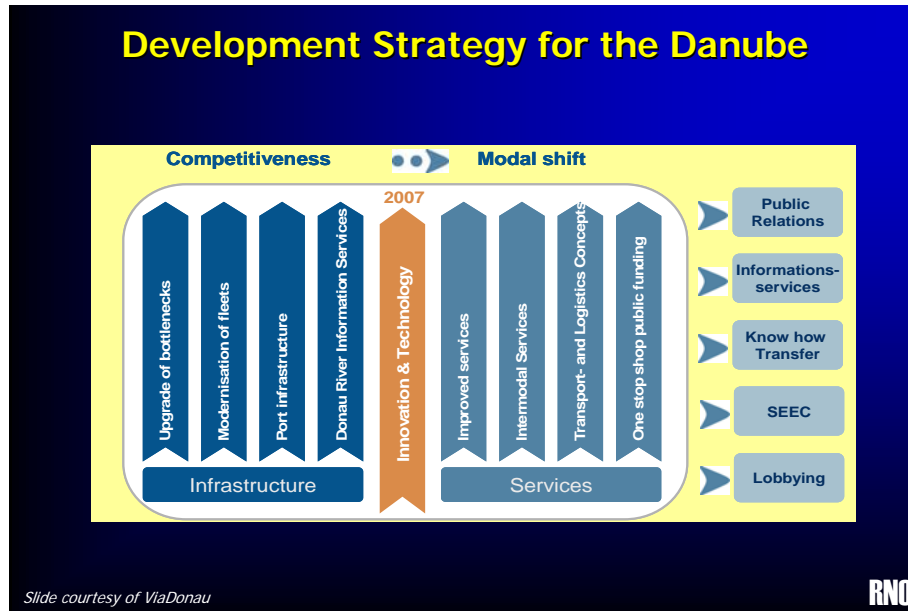 Development Strategy for the Danube
Competitiveness
Modal shift
2007
Upgrade of bottlenecks
Modernisation of fleets
Port infrastructure
Donau River Information Services
Innovation & Technology
Improved services
Intermodal Services
Transport- and Logistics Concepts
One stop shop public funding
Infrastructure
Services
Public
Relations
Informations-
services
Know how
Transfer
SEEC
Lobbying
Slide courtesy of ViaDonau